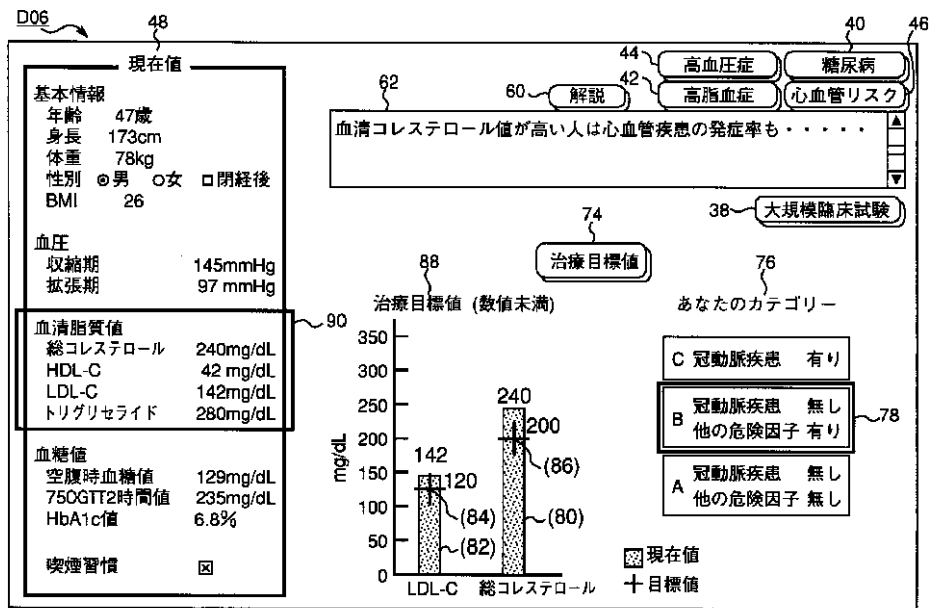 D06
48
現在値
基本情報
年齢 47歳
身長 173cm
体重 78kg
性別 ◉男 ○女 □閉経後
BMI 26
血圧
収縮期 145mmHg
拡張期 97 mmHg
血清脂質値
総コレステロール 240mg/dL
HDL-C 42 mg/dL
LDL-C 142mg/dL
トリグリセライド 280mg/dL
90
血糖値
空腹時血糖値 129mg/dL
75OGTT2時間値 235mg/dL
HbA1c値 6.8%
喫煙習慣 ☒
44 高血圧症 40 糖尿病 46
62 60 解説 42 高脂血症 心血管リスク
血清コレステロール値が高い人は心血管疾患の発症率も・・・・・
38 大規模臨床試験
74
治療目標値
88
治療目標値 (数値未満)
mg/dL
350
300
250
200
150
100
50
0
142
120
(84)
(82)
240
200
(86)
(80)
LDL-C 総コレステロール
現在値
目標値
76
あなたのカテゴリー
C 冠動脈疾患 有り
B 冠動脈疾患 無し
他の危険因子 有り
78
A 冠動脈疾患 無し
他の危険因子 無し